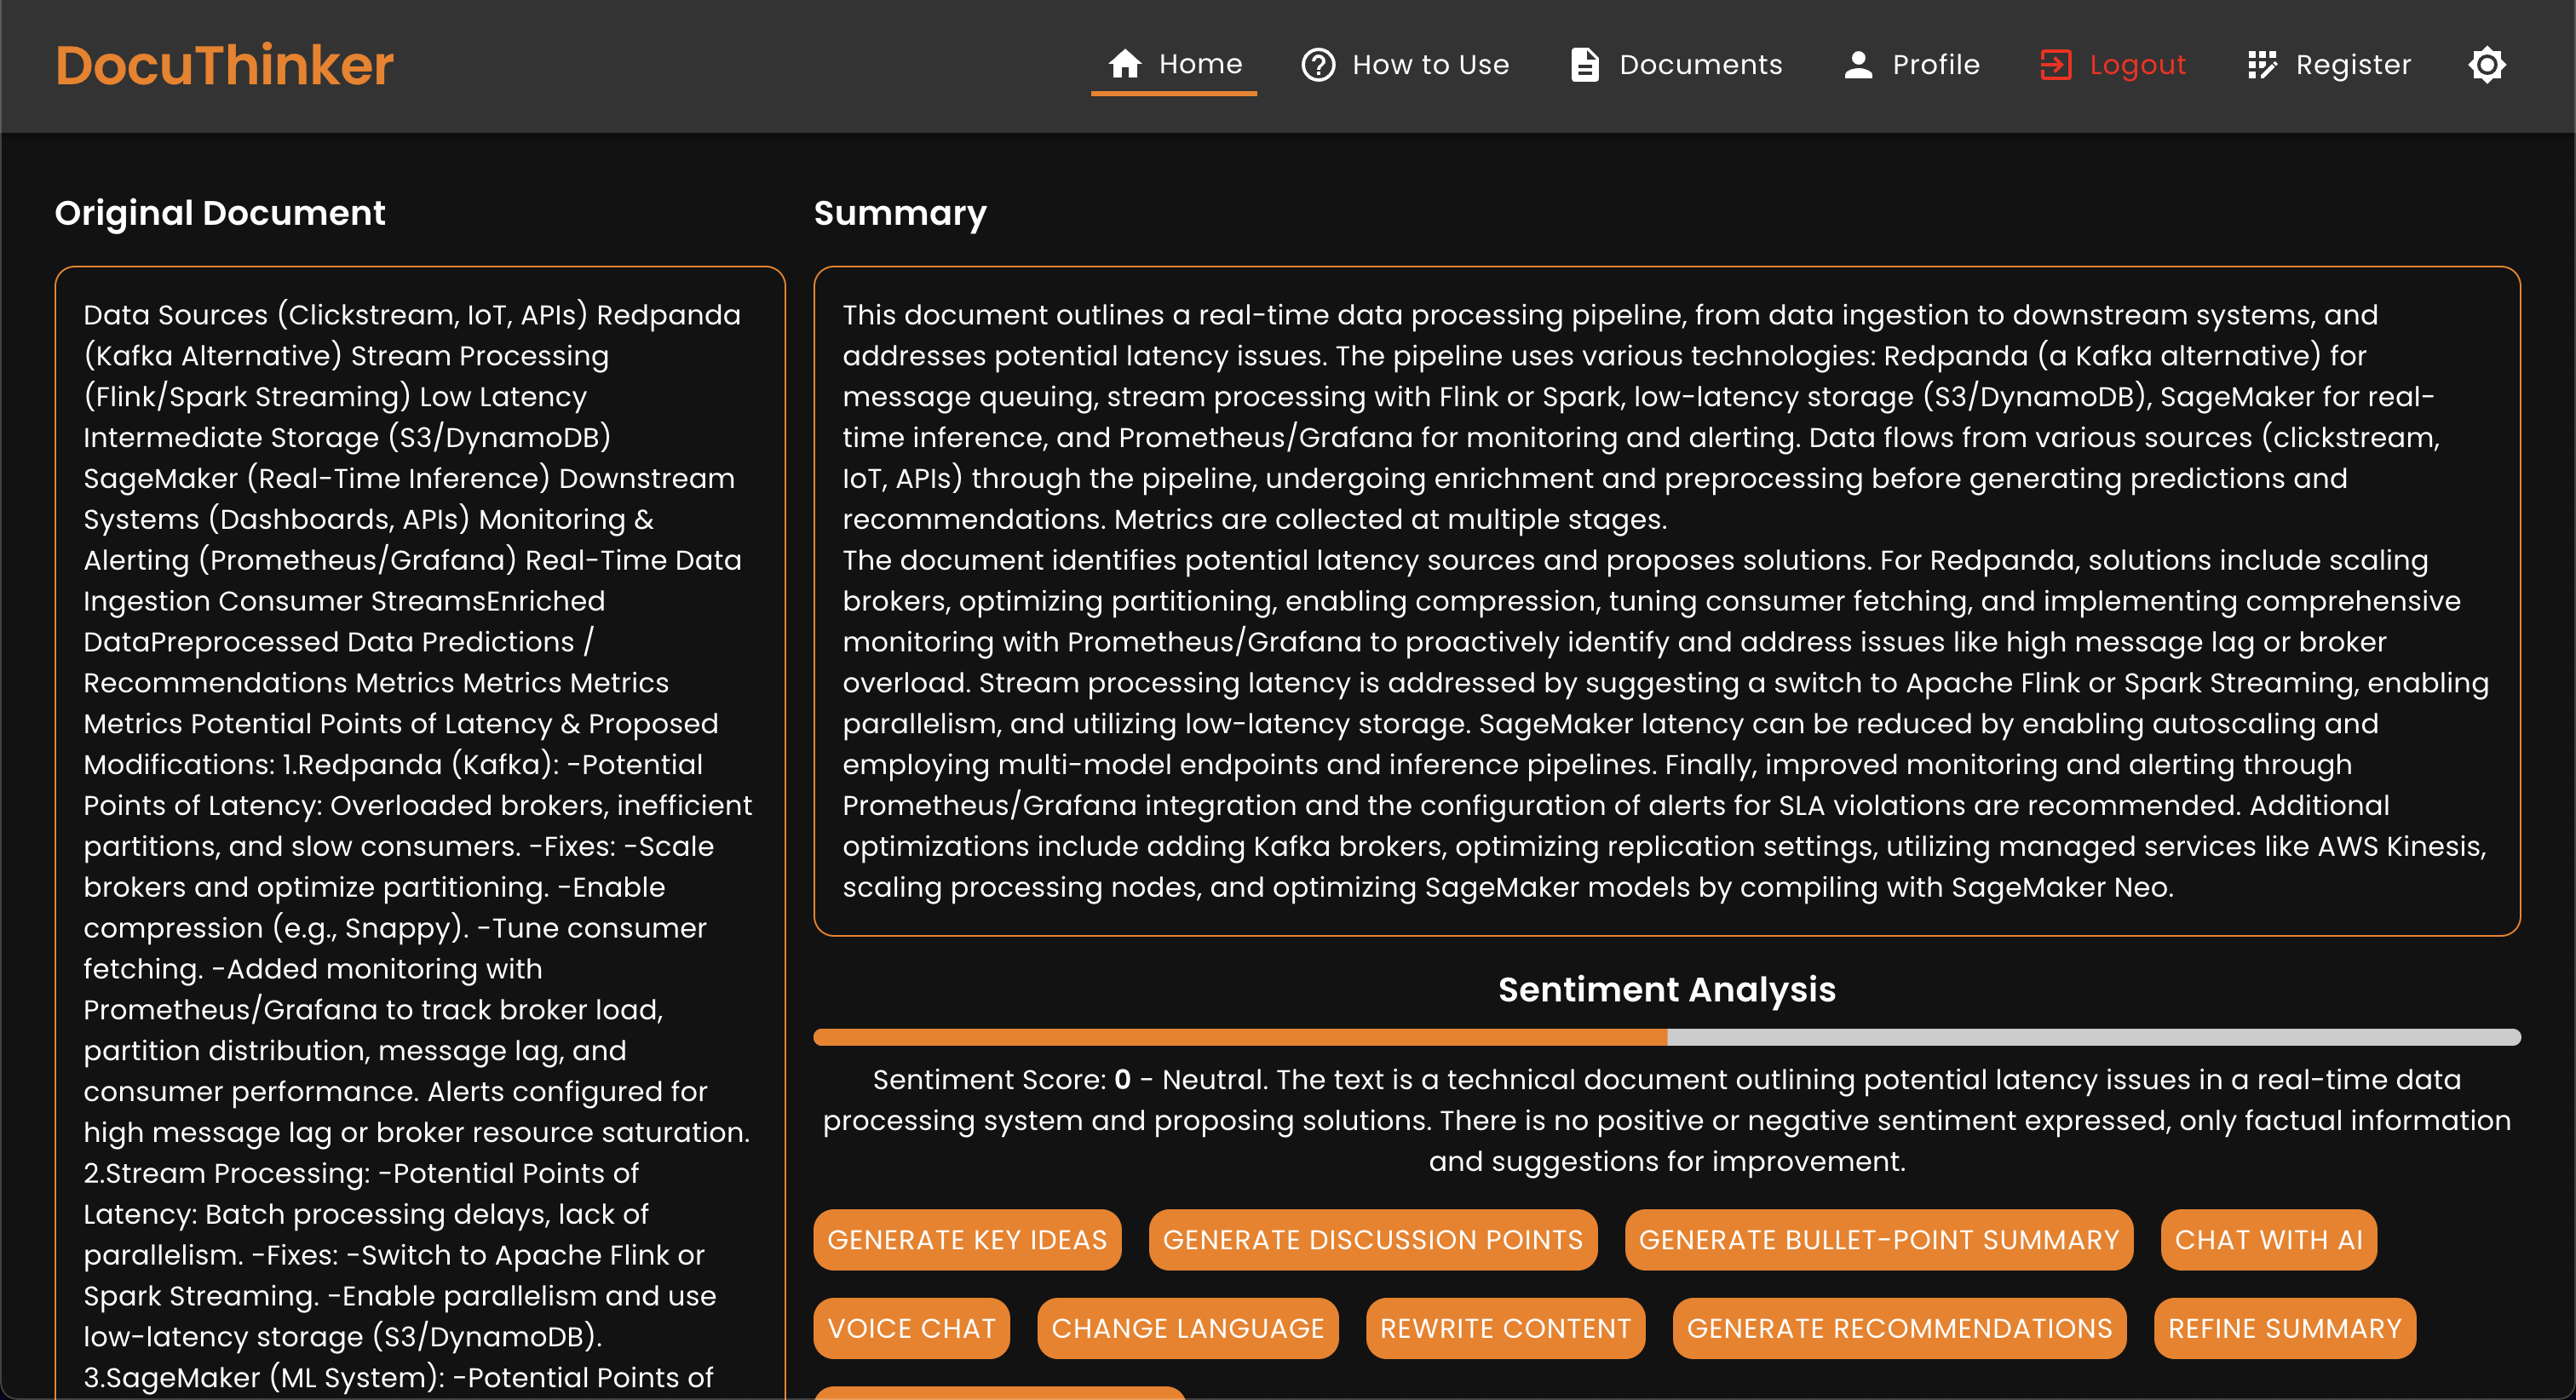 DocuThinker
Home
How to Use
Documents
Profile
Logout
Register
Original Document
Data Sources (Clickstream, IoT, APIs) Redpanda
(Kafka Alternative) Stream Processing
(Flink/Spark Streaming) Low Latency
Intermediate Storage (S3/DynamoDB)
SageMaker (Real-Time Inference) Downstream
Systems (Dashboards, APIs) Monitoring &
Alerting (Prometheus/Grafana) Real-Time Data
Ingestion Consumer StreamsEnriched
DataPreprocessed Data Predictions /
Recommendations Metrics Metrics Metrics
Metrics Potential Points of Latency & Proposed
Modifications: 1.Redpanda (Kafka): -Potential
Points of Latency: Overloaded brokers, inefficient
partitions, and slow consumers. -Fixes: -Scale
brokers and optimize partitioning. -Enable
compression (e.g., Snappy). -Tune consumer
fetching. -Added monitoring with
Prometheus/Grafana to track broker load,
partition distribution, message lag, and
consumer performance. Alerts configured for
high message lag or broker resource saturation.
2.Stream Processing: -Potential Points of
Latency: Batch processing delays, lack of
parallelism. -Fixes: -Switch to Apache Flink or
Spark Streaming. -Enable parallelism and use
low-latency storage (S3/DynamoDB).
3.SageMaker (ML System): -Potential Points of
Summary
This document outlines a real-time data processing pipeline, from data ingestion to downstream systems, and
addresses potential latency issues. The pipeline uses various technologies: Redpanda (a Kafka alternative) for
message queuing, stream processing with Flink or Spark, low-latency storage (S3/DynamoDB), SageMaker for real-
time inference, and Prometheus/Grafana for monitoring and alerting. Data flows from various sources (clickstream,
IoT, APIs) through the pipeline, undergoing enrichment and preprocessing before generating predictions and
recommendations. Metrics are collected at multiple stages.
The document identifies potential latency sources and proposes solutions. For Redpanda, solutions include scaling
brokers, optimizing partitioning, enabling compression, tuning consumer fetching, and implementing comprehensive
monitoring with Prometheus/Grafana to proactively identify and address issues like high message lag or broker
overload. Stream processing latency is addressed by suggesting a switch to Apache Flink or Spark Streaming, enabling
parallelism, and utilizing low-latency storage. SageMaker latency can be reduced by enabling autoscaling and
employing multi-model endpoints and inference pipelines. Finally, improved monitoring and alerting through
Prometheus/Grafana integration and the configuration of alerts for SLA violations are recommended. Additional
optimizations include adding Kafka brokers, optimizing replication settings, utilizing managed services like AWS Kinesis,
scaling processing nodes, and optimizing SageMaker models by compiling with SageMaker Neo.
Sentiment Analysis
Sentiment Score: 0 - Neutral. The text is a technical document outlining potential latency issues in a real-time data
processing system and proposing solutions. There is no positive or negative sentiment expressed, only factual information
and suggestions for improvement.
GENERATE KEY IDEAS
GENERATE DISCUSSION POINTS
GENERATE BULLET-POINT SUMMARY
CHAT WITH AI
VOICE CHAT
CHANGE LANGUAGE
REWRITE CONTENT
GENERATE RECOMMENDATIONS
REFINE SUMMARY